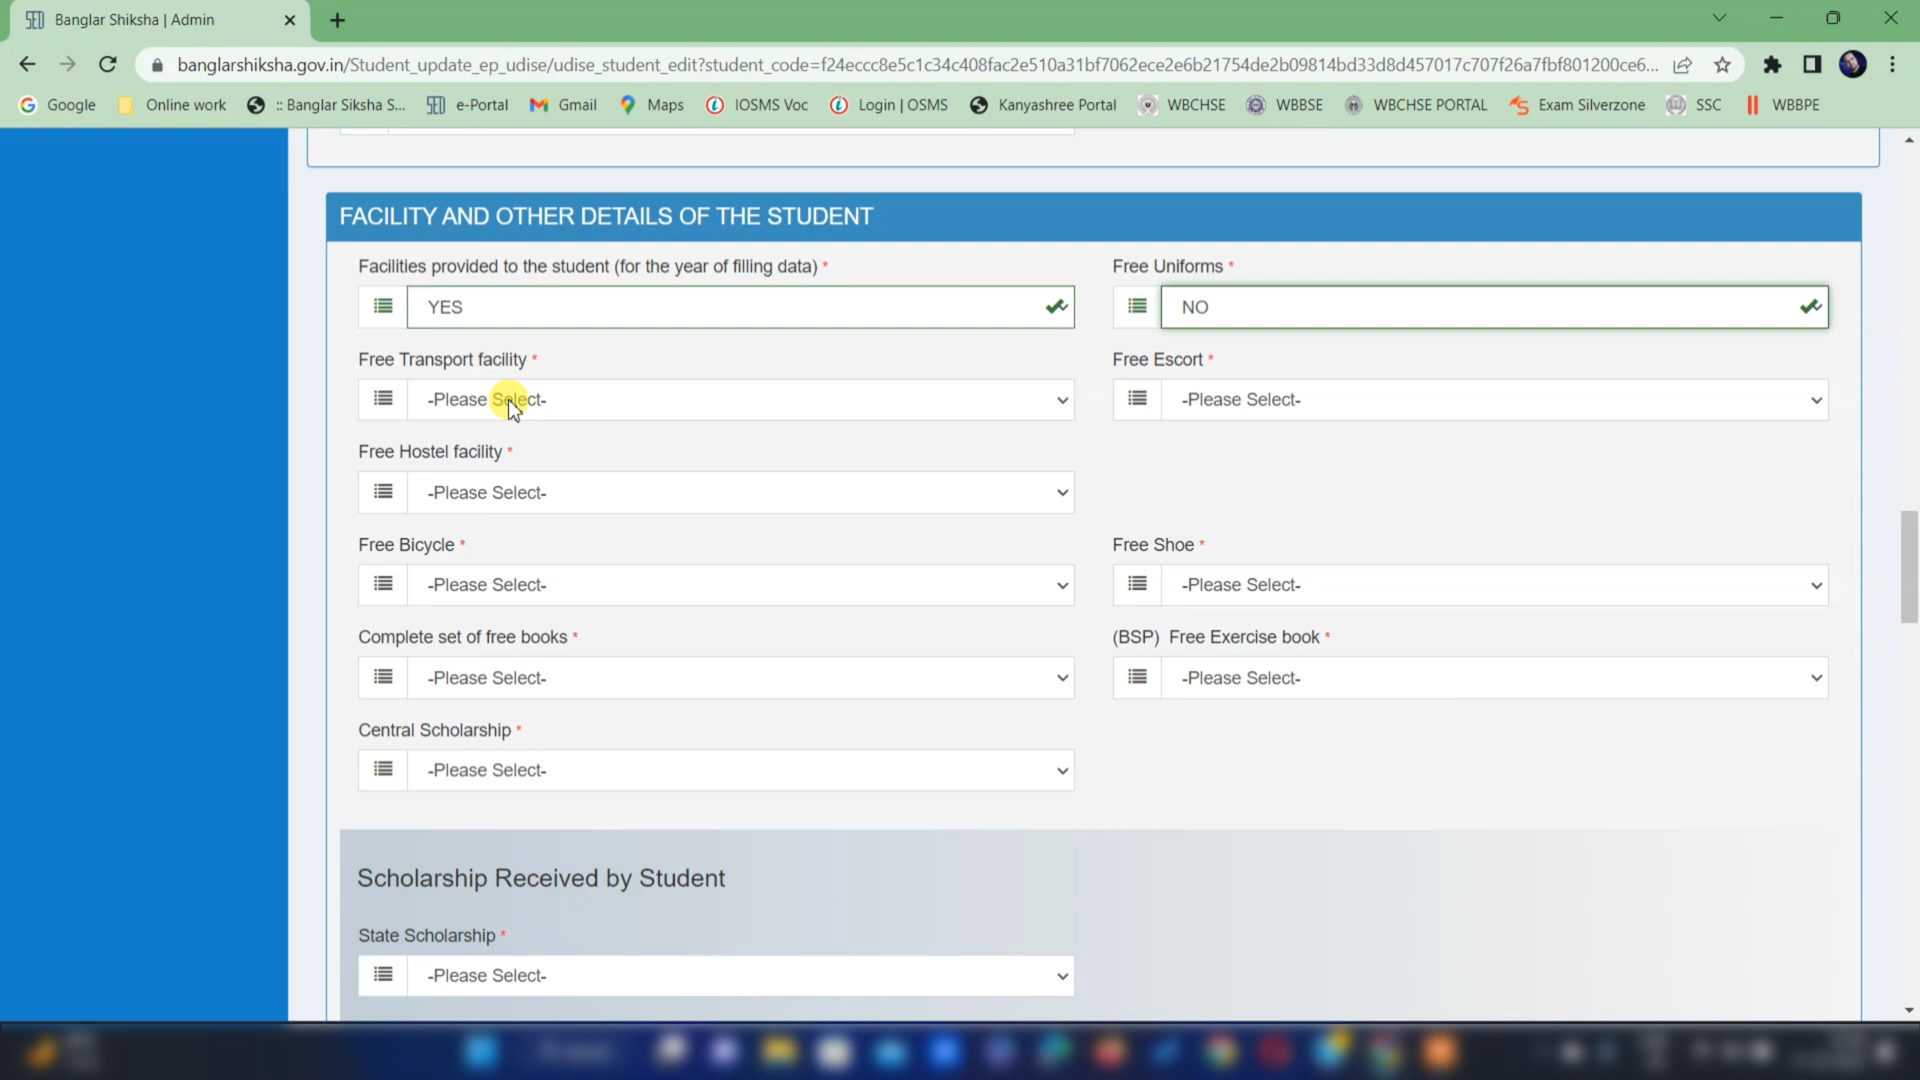 Banglar Shiksha | Admin
banglarshiksha.gov.in/Student_update_ep_udise/udise_student_edit?student_code=f24eccc8e5c1c34c408fac2e510a31bf7062ece2e6b21754de2b09814bd33d8d457017c707f26a7fbf801200ce6...
Google Online work :: Banglar Siksha S... e-Portal Gmail Maps IOSMS Voc Login | OSMS Kanyashree Portal WBCHSE WBBSE WBCHSE PORTAL Exam Silverzone SSC WBBPE
FACILITY AND OTHER DETAILS OF THE STUDENT
Facilities provided to the student (for the year of filling data) * Free Uniforms *
YES NO
Free Transport facility * Free Escort *
-Please Select- -Please Select-
Free Hostel facility *
-Please Select-
Free Bicycle * Free Shoe *
-Please Select- -Please Select-
Complete set of free books * (BSP) Free Exercise book *
-Please Select- -Please Select-
Central Scholarship *
-Please Select-
Scholarship Received by Student
State Scholarship *
-Please Select-